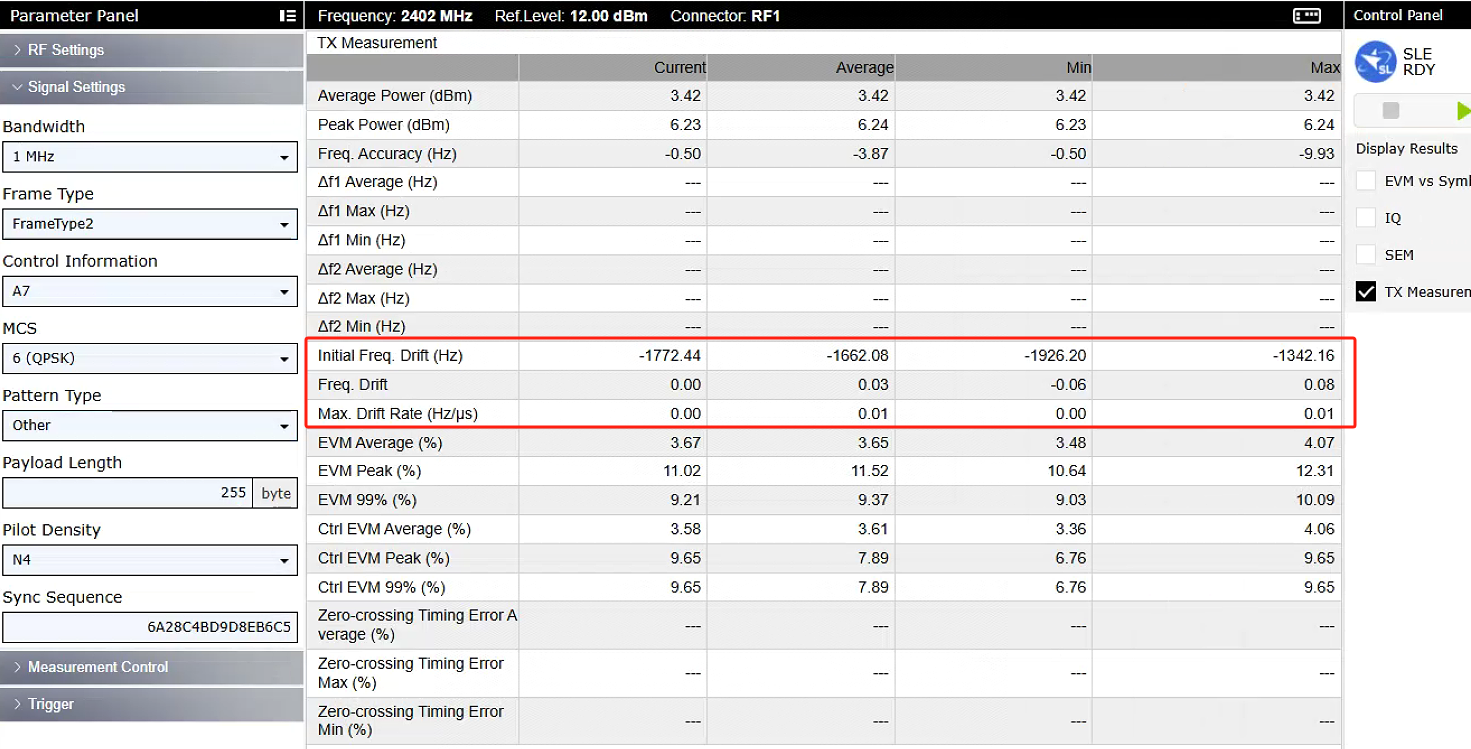 Parameter Panel
Frequency: 2402 MHz Ref.Level: 12.00 dBm Connector: RF1
Control Panel
RF Settings
Signal Settings
Bandwidth
1 MHz
Frame Type
FrameType2
Control Information
A7
MCS
6 (QPSK)
Pattern Type
Other
Payload Length
255 byte
Pilot Density
N4
Sync Sequence
6A28C4BD9D8EB6C5
Measurement Control
Trigger
TX Measurement
Current Average Min Max
Average Power (dBm) 3.42 3.42 3.42 3.42
Peak Power (dBm) 6.23 6.24 6.23 6.24
Freq. Accuracy (Hz) -0.50 -3.87 -0.50 -9.93
Δf1 Average (Hz) --- --- --- ---
Δf1 Max (Hz) --- --- --- ---
Δf1 Min (Hz) --- --- --- ---
Δf2 Average (Hz) --- --- --- ---
Δf2 Max (Hz) --- --- --- ---
Δf2 Min (Hz) --- --- --- ---
Initial Freq. Drift (Hz) -1772.44 -1662.08 -1926.20 -1342.16
Freq. Drift 0.00 0.03 -0.06 0.08
Max. Drift Rate (Hz/μs) 0.00 0.01 0.00 0.01
EVM Average (%) 3.67 3.65 3.48 4.07
EVM Peak (%) 11.02 11.52 10.64 12.31
EVM 99% (%) 9.21 9.37 9.03 10.09
Ctrl EVM Average (%) 3.58 3.61 3.36 4.06
Ctrl EVM Peak (%) 9.65 7.89 6.76 9.65
Ctrl EVM 99% (%) 9.65 7.89 6.76 9.65
Zero-crossing Timing Error A
verage (%) --- --- --- ---
Zero-crossing Timing Error
Max (%) --- --- --- ---
Zero-crossing Timing Error
Min (%) --- --- --- ---
SL
SLE
RDY
Display Results
EVM vs Syml
IQ
SEM
TX Measuren